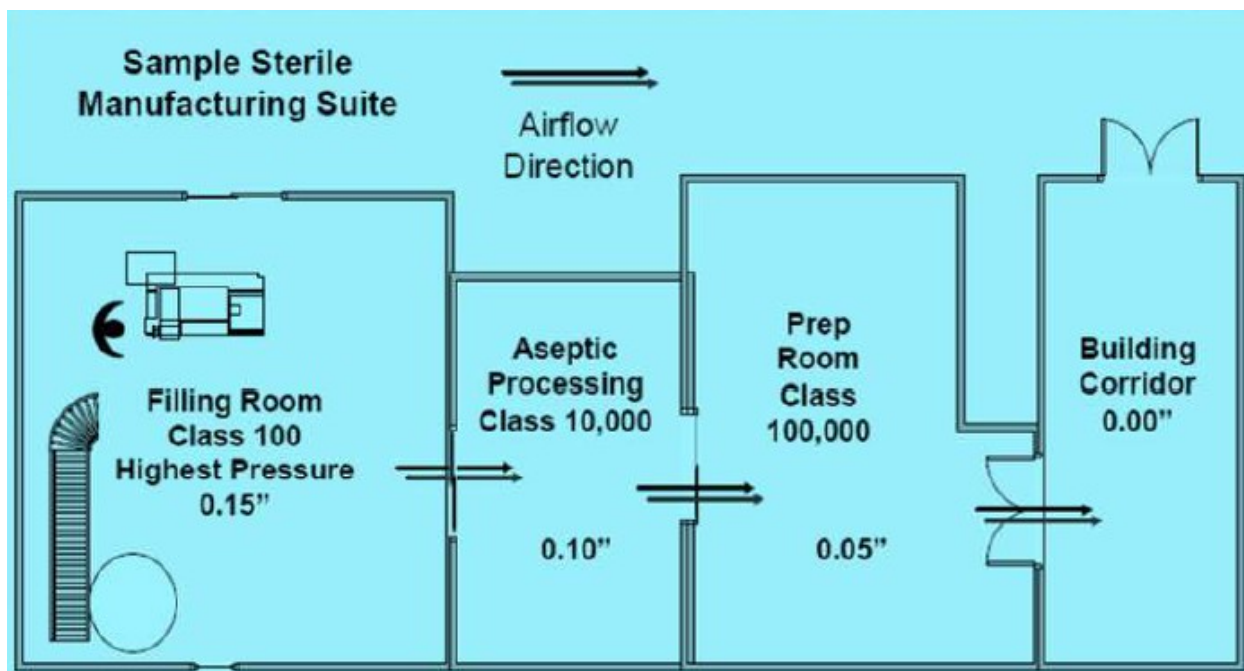 Sample Sterile
Manufacturing Suite
Airflow
Direction
Filling Room
Class 100
Highest Pressure
0.15”
Aseptic
Processing
Class 10,000
0.10”
Prep
Room
Class
100,000
0.05”
Building
Corridor
0.00”